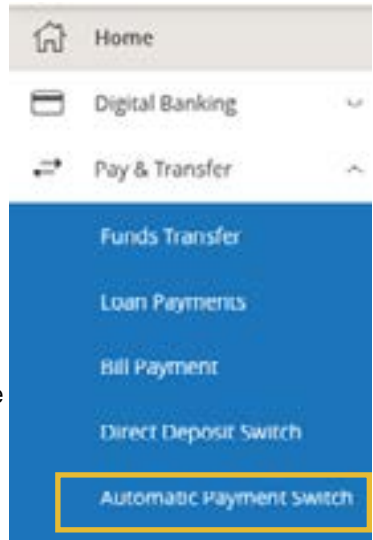 Home
Digital Banking
Pay & Transfer
Funds Transfer
Loan Payments
Bill Payment
e
Direct Deposit Switch
Automatic Payment Switch